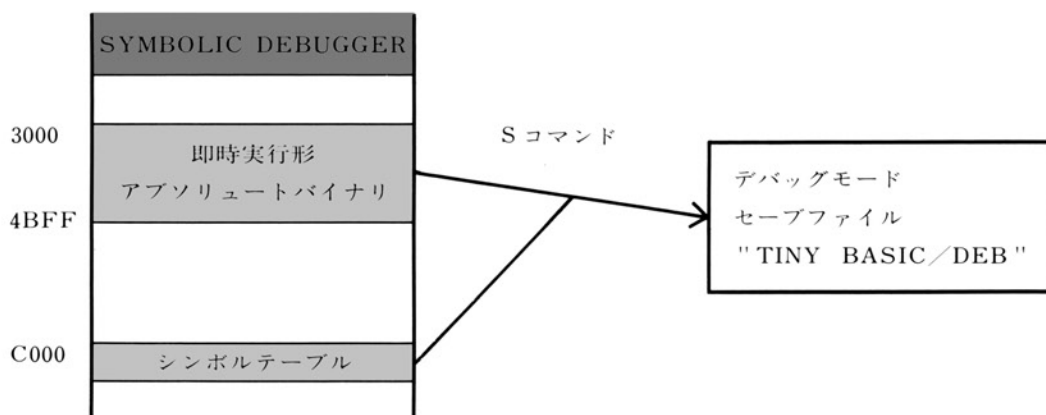 SYMBOLIC DEBUGGER
3000
即時実行形
アブソリュートバイナリ
4BFF
C000
シンボルテーブル
Sコマンド
デバッグモード
セーブファイル
"TINY BASIC／DEB"